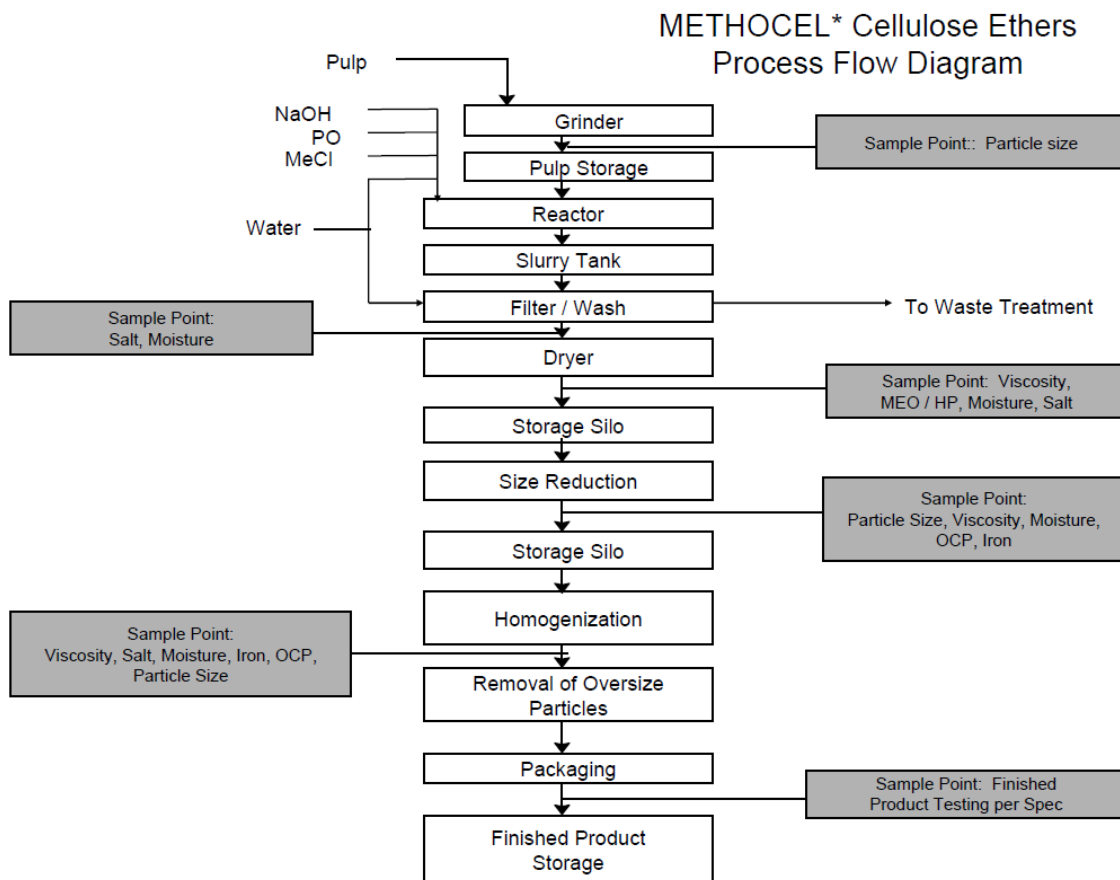 METHOCEL* Cellulose Ethers
Process Flow Diagram
Pulp
NaOH
PO
MeCl
Water
Grinder
Sample Point:: Particle size
Pulp Storage
Reactor
Slurry Tank
Filter / Wash
To Waste Treatment
Sample Point:
Salt, Moisture
Dryer
Sample Point: Viscosity,
MEO / HP, Moisture, Salt
Storage Silo
Size Reduction
Sample Point:
Particle Size, Viscosity, Moisture,
OCP, Iron
Storage Silo
Homogenization
Sample Point:
Viscosity, Salt, Moisture, Iron, OCP,
Particle Size
Removal of Oversize
Particles
Packaging
Sample Point: Finished
Product Testing per Spec
Finished Product
Storage